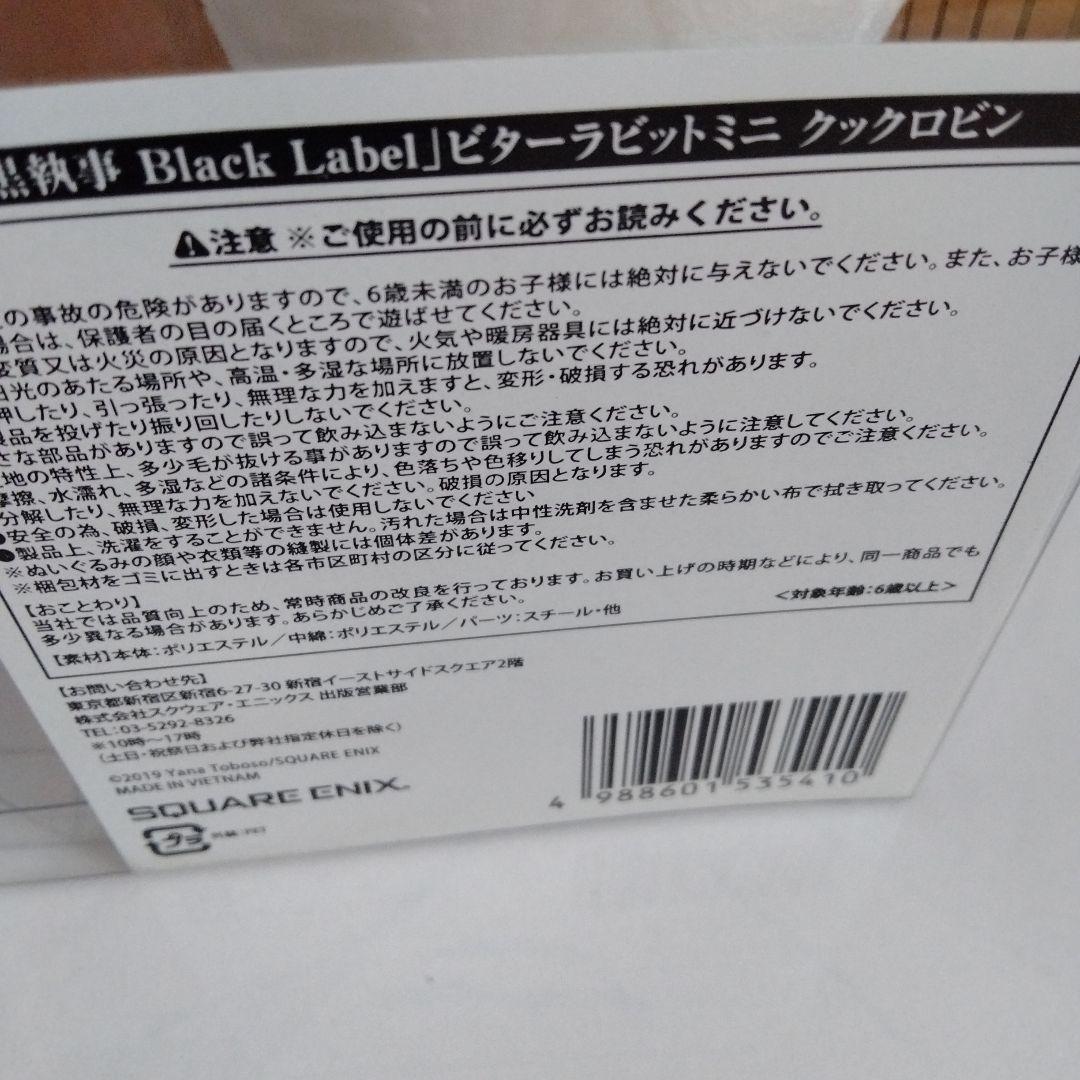 黒執事 Black Label」ビターラビットミニ クックロビン
⚠注意 ※ご使用の前に必ずお読みください。
の事故の危険がありますので、6歳未満のお子様には絶対に与えないでください。また、お子様
場合は、保護者の目の届くところで遊ばせてください。
変質又は火災の原因となりますので、火気や暖房器具には絶対に近づけないでください。
日光のあたる場所や、高温・多湿な場所に放置しないでください。
押したり、引っ張ったり、無理な力を加えますと、変形・破損する恐れがあります。
製品を投げたり振り回したりしないでください。
さな部品がありますので誤って飲み込まないようにご注意ください。
地の特性上、多少毛が抜ける事がありますので誤って飲み込まないように注意してください。
摩擦、水濡れ、多湿などの諸条件により、色落ちや色移りしてしまう恐れがありますのでご注意ください。
分解したり、無理な力を加えないでください。破損の原因となります。
●安全の為、破損、変形した場合は使用しないでください
●製品上、洗濯をすることができません。汚れた場合は中性洗剤を含ませた柔らかい布で拭き取ってください。
※ぬいぐるみの顔や衣類等の縫製には個体差があります。
※梱包材をゴミに出すときは各市区町村の区分に従ってください。
【おことわり】
当社では品質向上のため、常時商品の改良を行っております。お買い上げの時期などにより、同一商品でも
多少異なる場合があります。あらかじめご了承ください。
<対象年齢:6歳以上>
【素材】本体:ポリエステル/中綿:ポリエステル/パーツ:スチール・他
【お問い合わせ先】
東京都新宿区新宿6-27-30 新宿イーストサイドスクエア2階
株式会社スクウェア・エニックス 出版営業部
TEL:03-5292-8326
※10時〜17時
(土日・祝祭日および弊社指定休日を除く)
©2019 Yana Toboso/SQUARE ENIX
MADE IN VIETNAM
SQUARE ENIX.
プラ 外装:PET
4 988601 535410